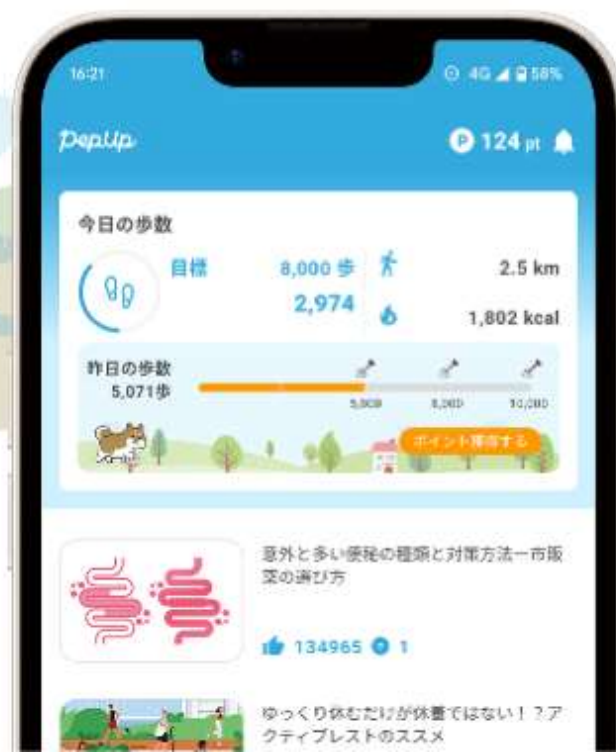 16:21
4G 58%
PepUp
P 124 pt
今日の歩数
目標 8,000 歩
2,974
2.5 km
1,802 kcal
昨日の歩数
5,071歩
5,000 8,000 10,000
ポイント獲得する
意外と多い便秘の種類と対策方法ー市販
薬の選び方
134965 1
ゆっくり休むだけが休養ではない！？ア
クティブレストのススメ